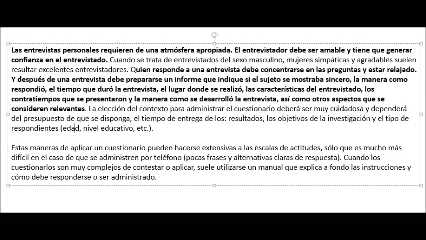 Las entrevistas personales requieren de una atmósfera apropiada. El entrevistador debe ser amable y tiene que generar
confianza en el entrevistado. Cuando se trata de entrevistados del sexo masculino, mujeres simpáticas y agradables suelen
resultar excelentes entrevistadores. Quien responde a una entrevista debe concentrarse en las preguntas y estar relajado.
Y después de una entrevista debe prepararse un informe que indique si el sujeto se mostraba sincero, la manera como
respondió, el tiempo que duró la entrevista, el lugar donde se realizó, las características del entrevistado, los
contratiempos que se presentaron y la manera como se desarrolló la entrevista, así como otros aspectos que se
consideren relevantes. La elección del contexto para administrar el cuestionario deberá ser muy cuidadosa y dependerá
del presupuesto de que se disponga, el tiempo de entrega de los: resultados, los objetivos de la investigación y el tipo de
respondientes (edad, nivel educativo, etc.).
Estas maneras de aplicar un cuestionario pueden hacerse extensivas a las escalas de actitudes, sólo que es mucho más
difícil en el caso de que se administren por teléfono (pocas frases y alternativas claras de respuesta). Cuando los
cuestionarios son muy complejos de contestar o aplicar, suele utilizarse un manual que explica a fondo las instrucciones y
cómo debe responderse o ser administrado.